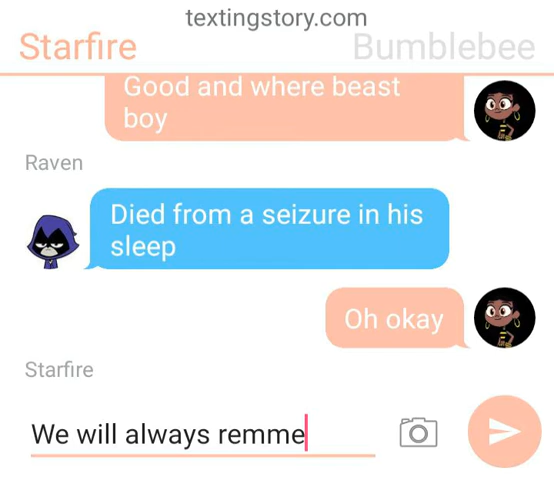 textingstory.com
Starfire Bumblebee
Good and where beast
boy
Raven
Died from a seizure in his
sleep
Oh okay
Starfire
We will always remme